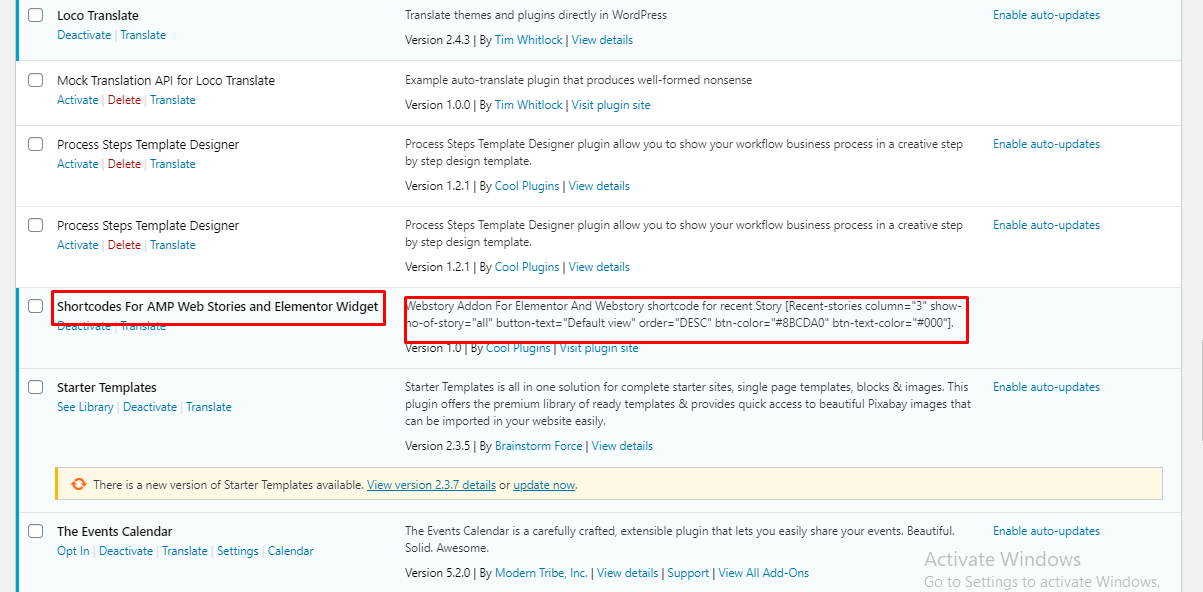 Loco Translate
Translate themes and plugins directly in WordPress
Enable auto-updates
Deactivate | Translate
Version 2.4.3 | By Tim Whitlock | View details
Mock Translation API for Loco Translate
Example auto-translate plugin that produces well-formed nonsense
Activate | Delete | Translate
Version 1.0.0 | By Tim Whitlock | Visit plugin site
Process Steps Template Designer
Process Steps Template Designer plugin allow you to show your workflow business process in a creative step
by step design template.
Enable auto-updates
Activate | Delete | Translate
Version 1.2.1 | By Cool Plugins | View details
Process Steps Template Designer
Process Steps Template Designer plugin allow you to show your workflow business process in a creative step
by step design template.
Enable auto-updates
Activate | Delete | Translate
Version 1.2.1 | By Cool Plugins | View details
Shortcodes For AMP Web Stories and Elementor Widget
Webstory Addon For Elementor And Webstory shortcode for recent Story [Recent-stories column="3" show-
no-of-story="all" button-text="Default view" order="DESC" btn-color="#8BCDA0" btn-text-color="#000"].
Deactivate | Translate
Version 1.0 | By Cool Plugins | Visit plugin site
Starter Templates
Starter Templates is all in one solution for complete starter sites, single page templates, blocks & images. This
plugin offers the premium library of ready templates & provides quick access to beautiful Pixabay images that
can be imported in your website easily.
Enable auto-updates
See Library | Deactivate | Translate
Version 2.3.5 | By Brainstorm Force | View details
There is a new version of Starter Templates available. View version 2.3.7 details or update now.
The Events Calendar
The Events Calendar is a carefully crafted, extensible plugin that lets you easily share your events. Beautiful.
Solid. Awesome.
Enable auto-updates
Opt In | Deactivate | Translate | Settings | Calendar
Version 5.2.0 | By Modern Tribe, Inc. | View details | Support | View All Add-Ons
Activate Windows
Go to Settings to activate Windows.